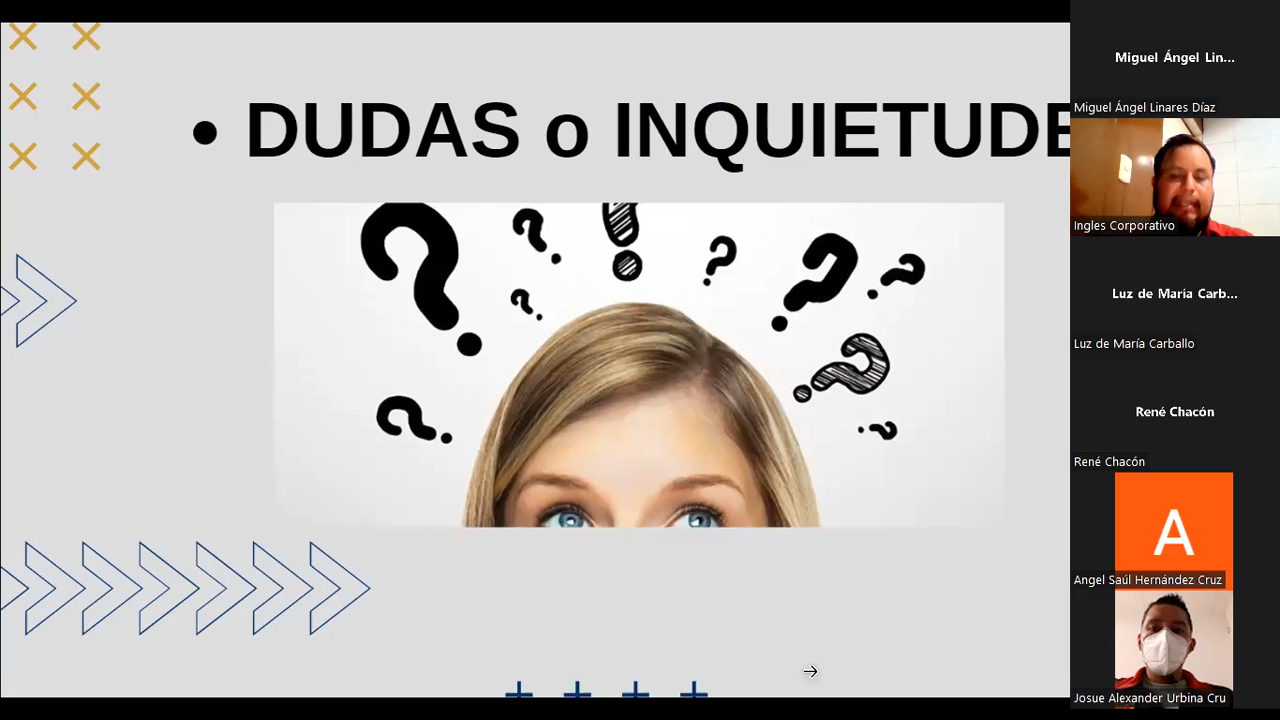 • DUDAS o INQUIETUDE
Miguel Ángel Lin...
Miguel Ángel Linares Díaz
Ingles Corporativo
Luz de María Carb...
Luz de María Carballo
René Chacón
René Chacón
A
Angel Saúl Hernández Cruz
Josue Alexander Urbina Cru